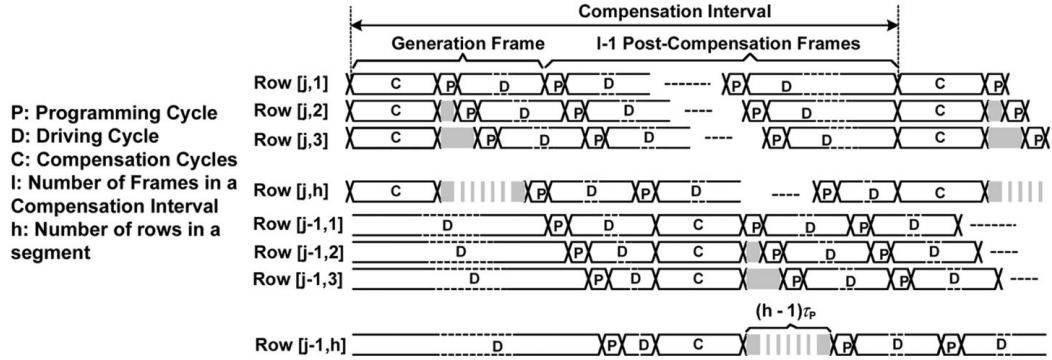 Compensation Interval
Generation Frame I-1 Post-Compensation Frames
Row [j,1] C P D P D P D C P
Row [j,2] C P D P D P D C P
Row [j,3] C P D P D P D C P
P: Programming Cycle
D: Driving Cycle
C: Compensation Cycles
I: Number of Frames in a
Compensation Interval
h: Number of rows in a
segment
Row [j,h] C P D P D P D C
Row [j-1,1] D P D C P D P D
Row [j-1,2] D P D C P D P D
Row [j-1,3] D P D C P D P D
(h - 1)τP
Row [j-1,h] D P D C P D P D